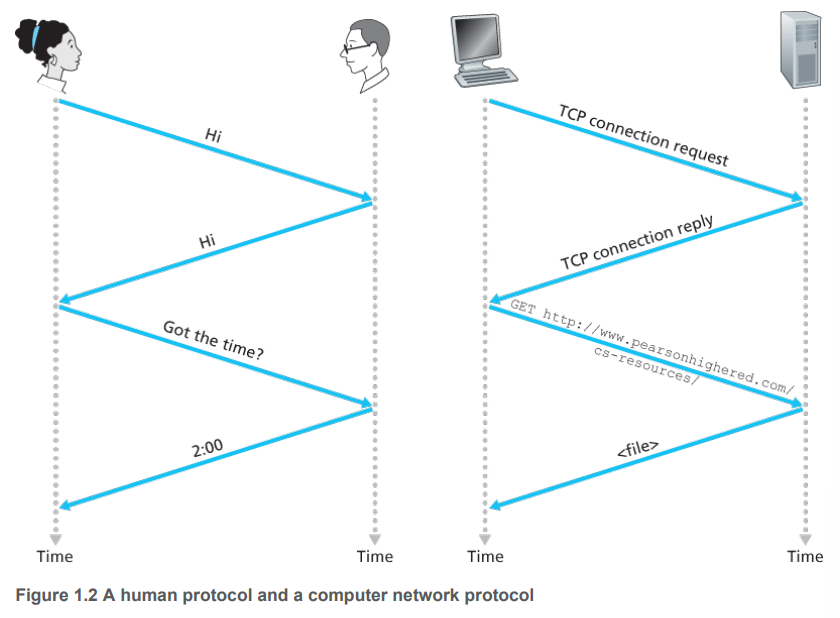 Hi
Hi
Got the time?
2:00
Time
Time
TCP connection request
TCP connection reply
GET http://www.pearsonhighered.com/
cs-resources/
<file>
Time
Time
Figure 1.2 A human protocol and a computer network protocol